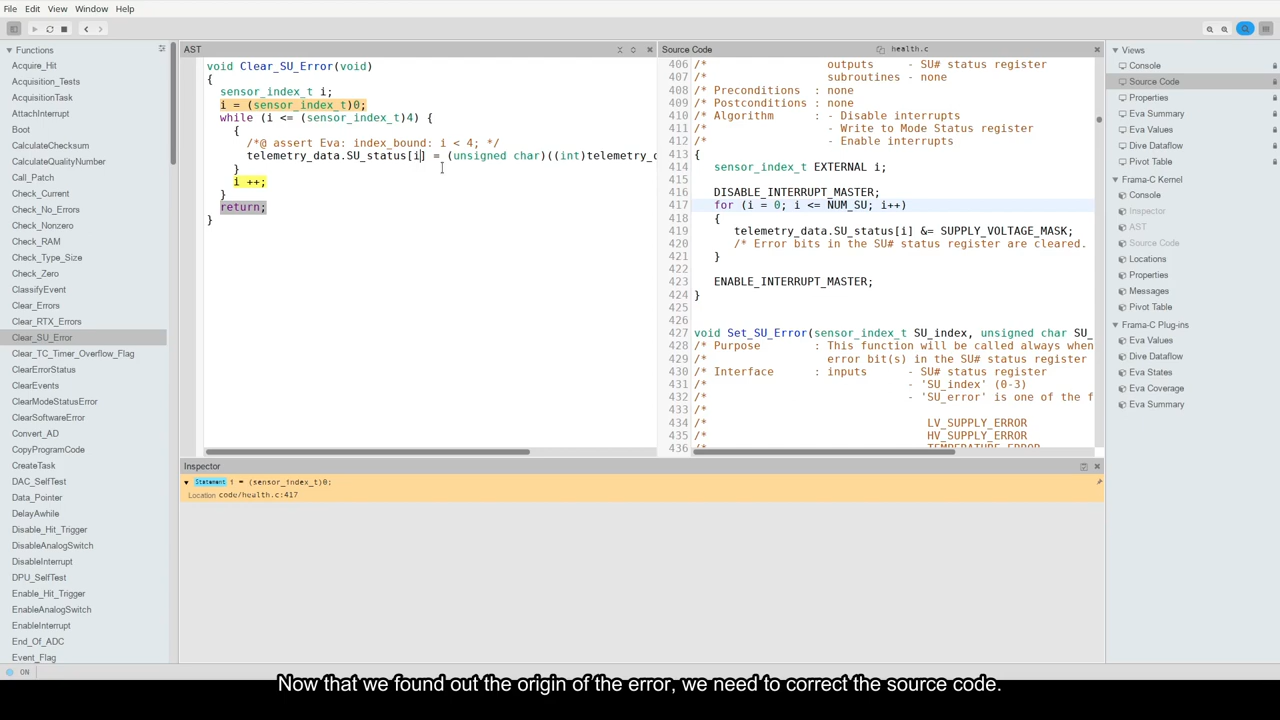 File Edit View Window Help
Functions
Acquire_Hit
Acquisition_Tests
AcquisitionTask
AttachInterrupt
Boot
CalculateChecksum
CalculateQualityNumber
Call_Patch
Check_Current
Check_No_Errors
Check_Nonzero
Check_RAM
Check_Type_Size
Check_Zero
ClassifyEvent
Clear_Errors
Clear_RTX_Errors
Clear_SU_Error
Clear_TC_Timer_Overflow_Flag
ClearErrorStatus
ClearEvents
ClearModeStatusError
ClearSoftwareError
Convert_AD
CopyProgramCode
CreateTask
DAC_SelfTest
Data_Pointer
DelayAwhile
Disable_Hit_Trigger
DisableAnalogSwitch
DisableInterrupt
DPU_SelfTest
Enable_Hit_Trigger
EnableAnalogSwitch
EnableInterrupt
End_Of_ADC
Event_Flag
ON
AST
void Clear_SU_Error(void)
{
sensor_index_t i;
i = (sensor_index_t)0;
while (i <= (sensor_index_t)4) {
{
/*@ assert Eva: index_bound: i < 4; */
telemetry_data.SU_status[i] = (unsigned char)((int)telemetry_d
}
i ++;
}
return;
}
Source Code health.c
406 /* outputs - SU# status register
407 /* subroutines - none
408 /* Preconditions : none
409 /* Postconditions : none
410 /* Algorithm : - Disable interrupts
411 /* - Write to Mode Status register
412 /* - Enable interrupts
413 {
414 sensor_index_t EXTERNAL i;
415
416 DISABLE_INTERRUPT_MASTER;
417 for (i = 0; i <= NUM_SU; i++)
418 {
419 telemetry_data.SU_status[i] &= SUPPLY_VOLTAGE_MASK;
420 /* Error bits in the SU# status register are cleared.
421 }
422
423 ENABLE_INTERRUPT_MASTER;
424 }
425
426
427 void Set_SU_Error(sensor_index_t SU_index, unsigned char SU_
428 /* Purpose : This function will be called always when
429 /* error bit(s) in the SU# status register
430 /* Interface : inputs - SU# status register
431 /* - 'SU_index' (0-3)
432 /* - 'SU_error' is one of the f
433 /*
434 /* LV_SUPPLY_ERROR
435 /* HV_SUPPLY_ERROR
436 /* TEMPERATURE_ERROR
Inspector
Statement i = (sensor_index_t)0;
Location code/health.c:417
Views
Console
Source Code
Properties
Eva Summary
Eva Values
Dive Dataflow
Pivot Table
Frama-C Kernel
Console
Inspector
AST
Source Code
Locations
Properties
Messages
Pivot Table
Frama-C Plug-ins
Eva Values
Dive Dataflow
Eva States
Eva Coverage
Eva Summary
Now that we found out the origin of the error, we need to correct the source code.